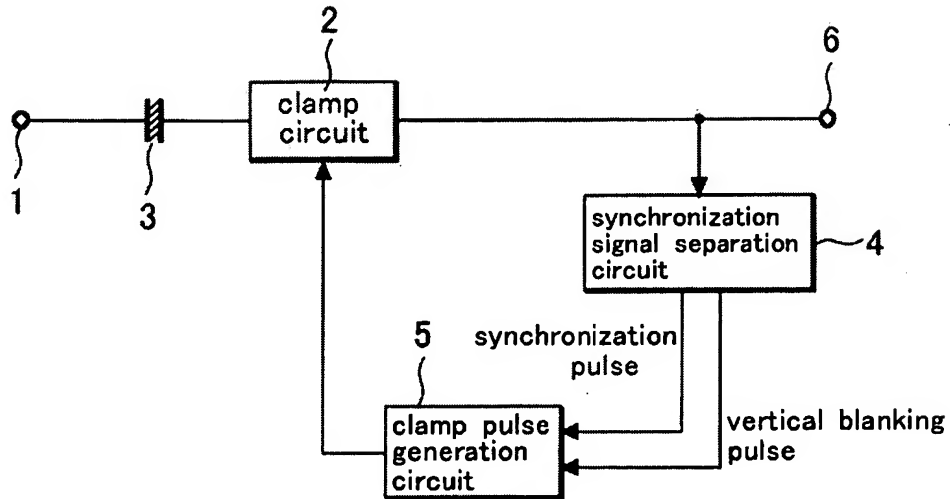 2
6
clamp
circuit
1
3
synchronization
signal separation
circuit
4
synchronization
pulse
5
clamp pulse
generation
circuit
vertical blanking
pulse